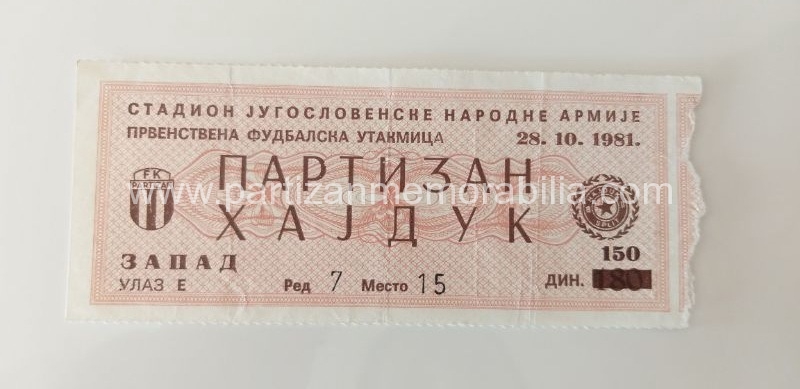 СТАДИОН ЈУГОСЛОВЕНСКЕ НАРОДНЕ АРМИЈЕ
ПРВЕНСТВЕНА ФУДБАЛСКА УТАКМИЦА 28. 10. 1981.
ПАРТИЗАН
FK
PARTIZAN
www.partizanmemorabilia.com
ХАЈДУК
ЗАПАД 150
УЛАЗ Е Ред 7 Место 15 ДИН. 180